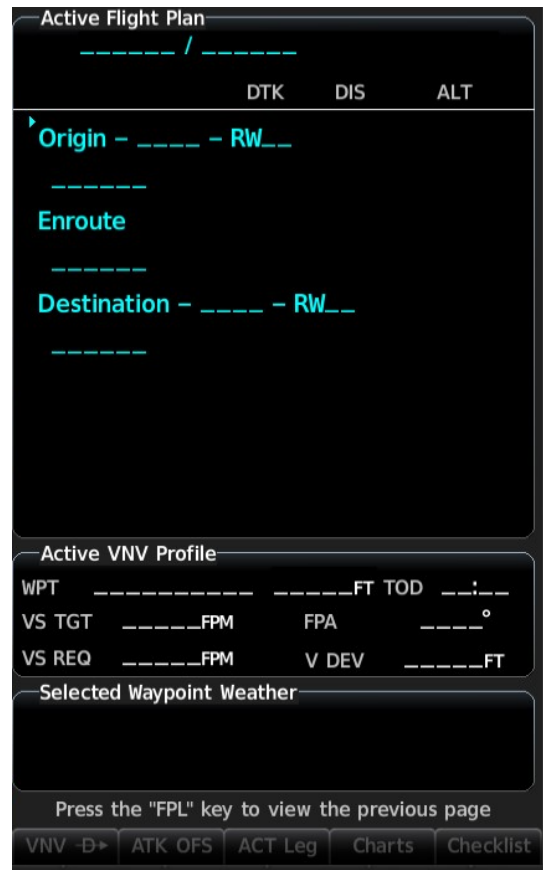 Active Flight Plan
______ / ______
DTK DIS ALT
Origin – ____ – RW__
______
Enroute
______
Destination – ____ – RW__
______
Active VNV Profile
WPT __________ _____FT TOD __:__
VS TGT _____FPM FPA ____°
VS REQ _____FPM V DEV _____FT
Selected Waypoint Weather
Press the "FPL" key to view the previous page
VNV -D→ ATK OFS ACT Leg Charts Checklist